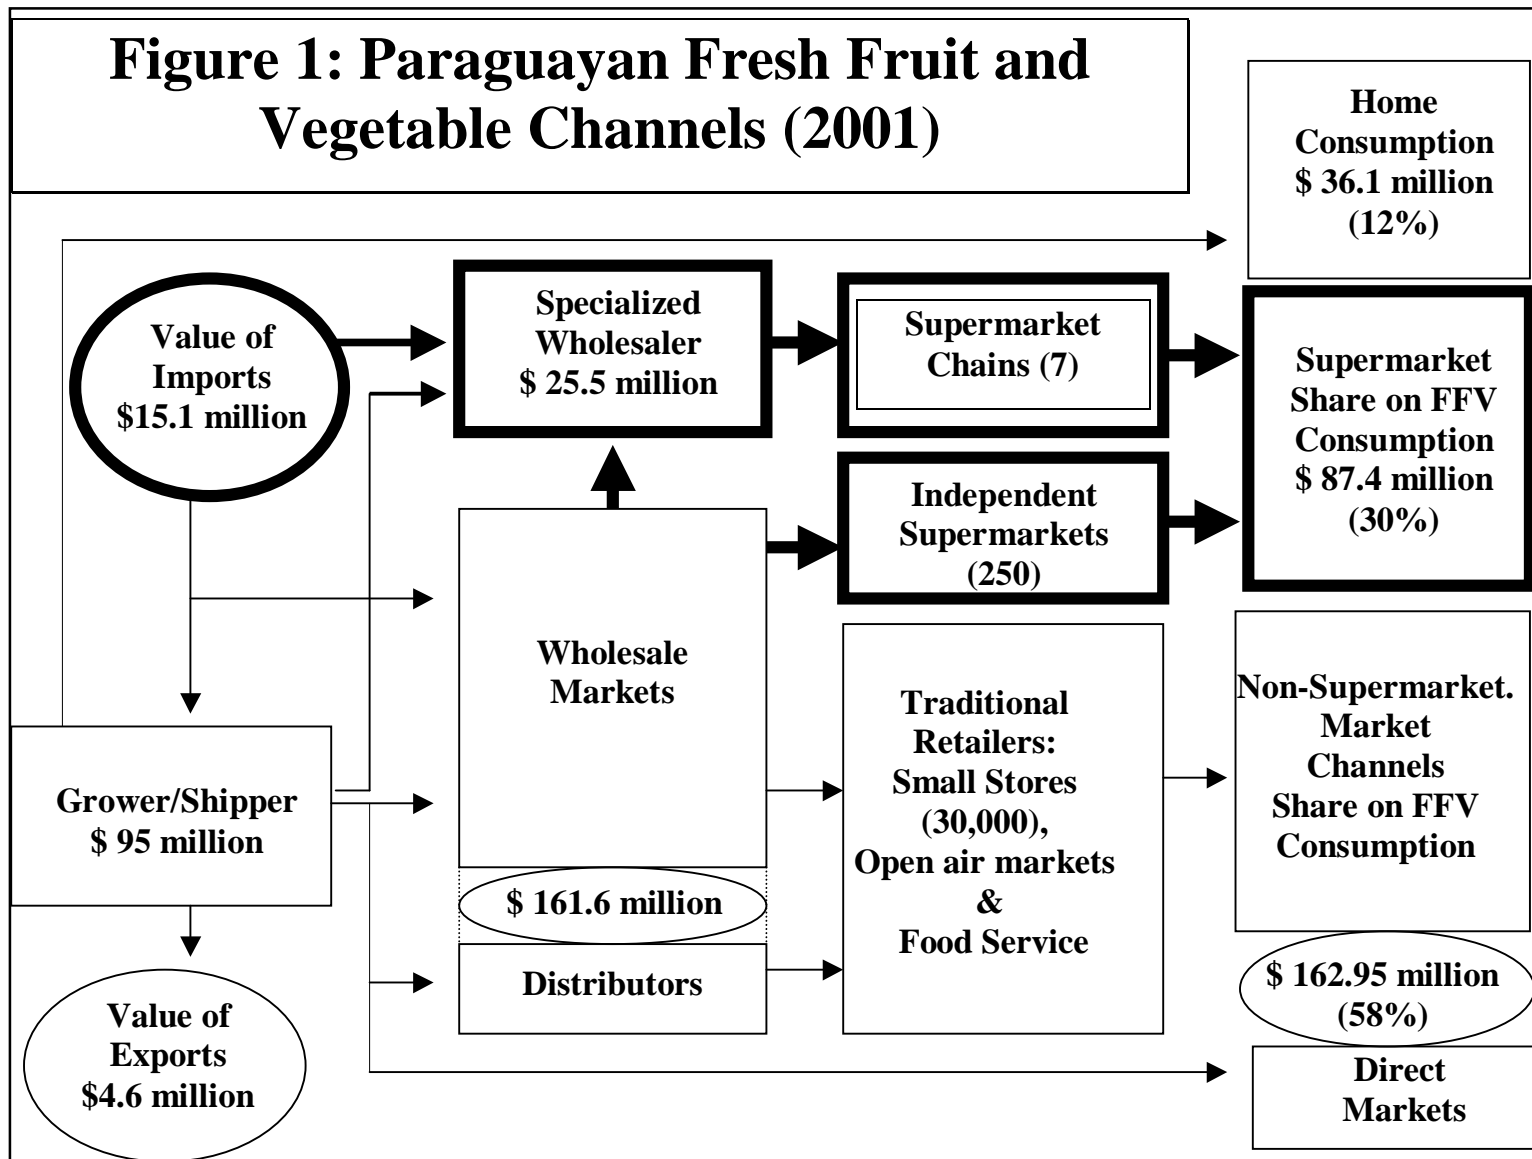 Figure 1: Paraguayan Fresh Fruit and
Vegetable Channels (2001)
Home
Consumption
$ 36.1 million
(12%)
Value of
Imports
$15.1 million
Specialized
Wholesaler
$ 25.5 million
Supermarket
Chains (7)
Supermarket
Share on FFV
Consumption
$ 87.4 million
(30%)
Independent
Supermarkets
(250)
Wholesale
Markets
Traditional
Retailers:
Small Stores
(30,000),
Open air markets
&
Food Service
Non-Supermarket.
Market
Channels
Share on FFV
Consumption
Grower/Shipper
$ 95 million
$ 161.6 million
Distributors
$ 162.95 million
(58%)
Value of
Exports
$4.6 million
Direct
Markets